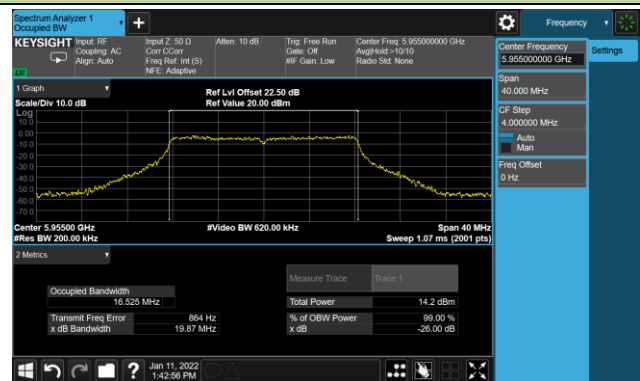 Spectrum Analyzer 1
Occupied BW
Frequency
KEYSIGHT
Input: RF
Coupling: AC
Align: Auto
Input Z: 50 Ω
Corr CCorr
Freq Ref: Int (S)
NFE: Adaptive
Atten: 10 dB
Trig: Free Run
Gate: Off
#IF Gain: Low
Center Freq: 5.955000000 GHz
Avg|Hold:>10/10
Radio Std: None
Center Frequency
5.955000000 GHz
Settings
Span
40.000 MHz
CF Step
4.000000 MHz
Auto
Man
Freq Offset
0 Hz
LV
1 Graph
Scale/Div 10.0 dB
Ref Lvl Offset 22.50 dB
Ref Value 20.00 dBm
Log
10.0
0.00
-10.0
-20.0
-30.0
-40.0
-50.0
-60.0
-70.0
Center 5.95500 GHz
#Res BW 200.00 kHz
#Video BW 620.00 kHz
Span 40 MHz
Sweep 1.07 ms (2001 pts)
2 Metrics
Measure Trace
Trace 1
Occupied Bandwidth
16.525 MHz
Total Power
14.2 dBm
Transmit Freq Error
864 Hz
% of OBW Power
99.00 %
x dB Bandwidth
19.87 MHz
x dB
-26.00 dB
?
Jan 11, 2022
1:42:56 PM